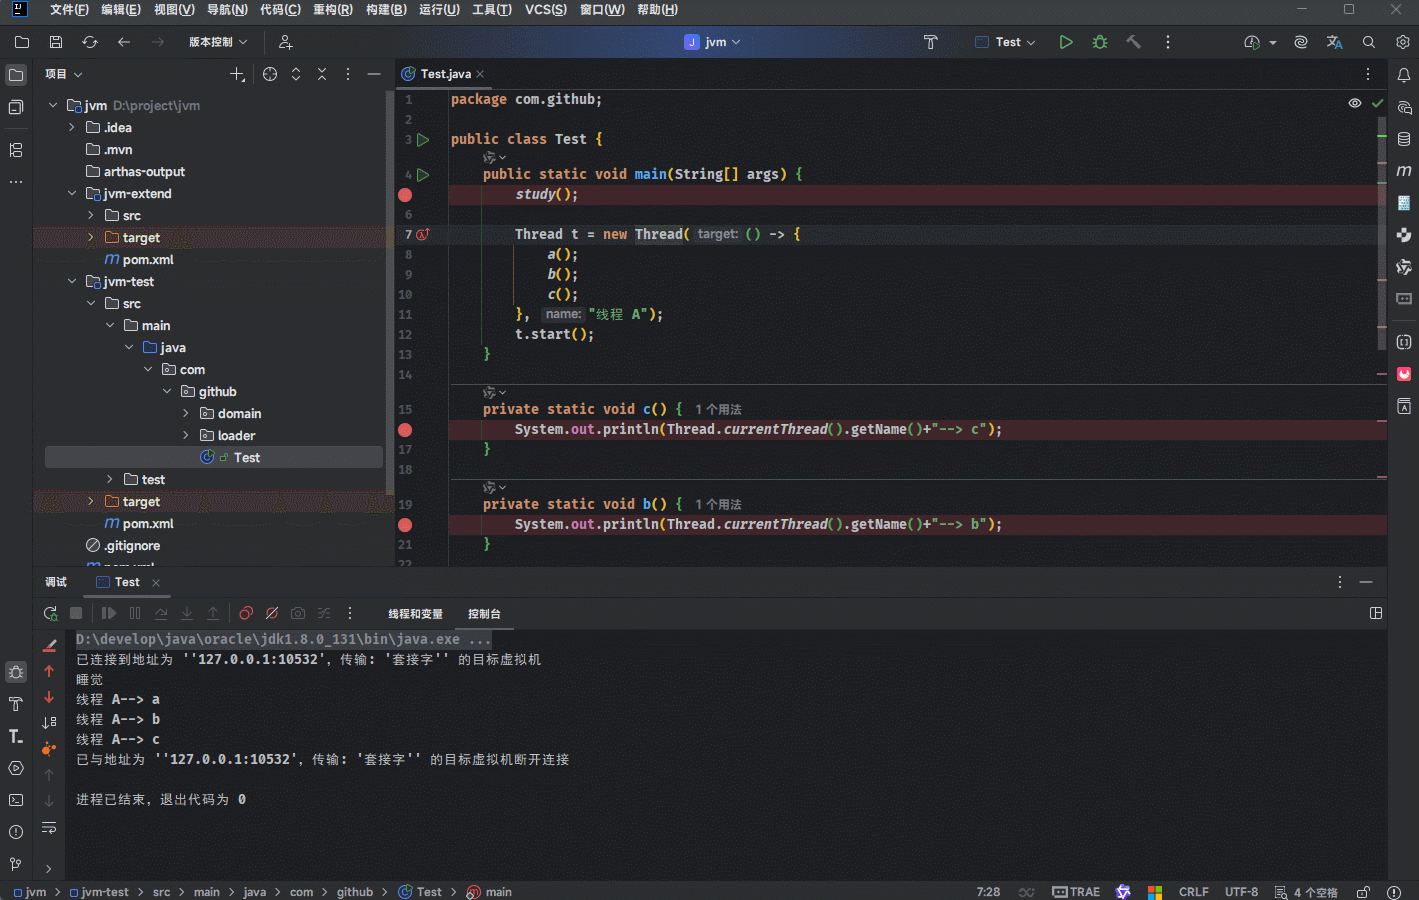 文件(F) 编辑(E) 视图(V) 导航(N) 代码(C) 重构(R) 构建(B) 运行(U) 工具(T) VCS(S) 窗口(W) 帮助(H)
版本控制
J jvm
Test
项目
Test.java
jvm D:\project\jvm
.idea
.mvn
arthas-output
jvm-extend
src
target
pom.xml
jvm-test
src
main
java
com
github
domain
loader
Test
test
target
pom.xml
.gitignore
1 package com.github;
2
3 public class Test {
4 public static void main(String[] args) {
study();
6
7 Thread t = new Thread( target: () -> {
8 a();
9 b();
10 c();
11 }, name: "线程 A");
12 t.start();
13 }
14
15 private static void c() { 1 个用法
System.out.println(Thread.currentThread().getName()+"--> c");
17 }
18
19 private static void b() { 1 个用法
System.out.println(Thread.currentThread().getName()+"--> b");
21 }
22
调试 Test
线程和变量 控制台
D:\develop\java\oracle\jdk1.8.0_131\bin\java.exe ...
已连接到地址为 ''127.0.0.1:10532', 传输: '套接字'' 的目标虚拟机
睡觉
线程 A--> a
线程 A--> b
线程 A--> c
已与地址为 ''127.0.0.1:10532', 传输: '套接字'' 的目标虚拟机断开连接
进程已结束, 退出代码为 0
jvm > jvm-test > src > main > java > com > github > Test > main
7:28 TRAE CRLF UTF-8 4 个空格